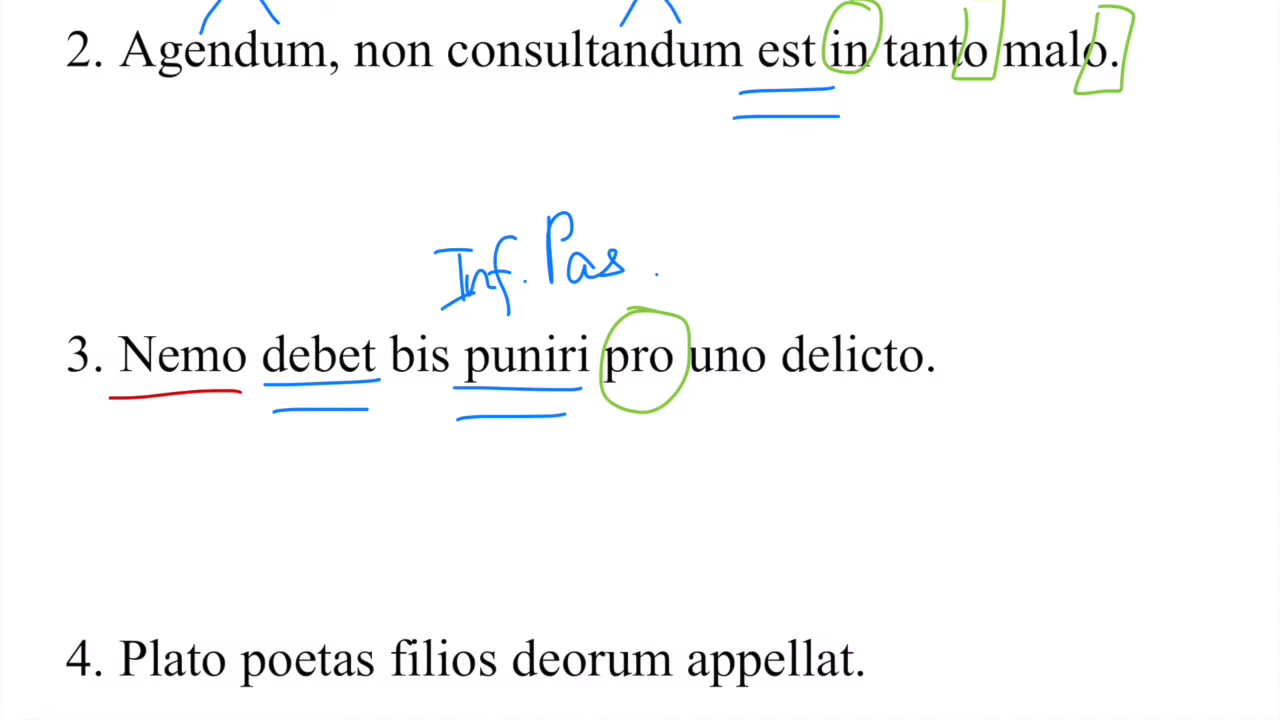 2. Agendum, non consultandum est in tanto malo.
Inf. Pas.
3. Nemo debet bis puniri pro uno delicto.
4. Plato poetas filios deorum appellat.